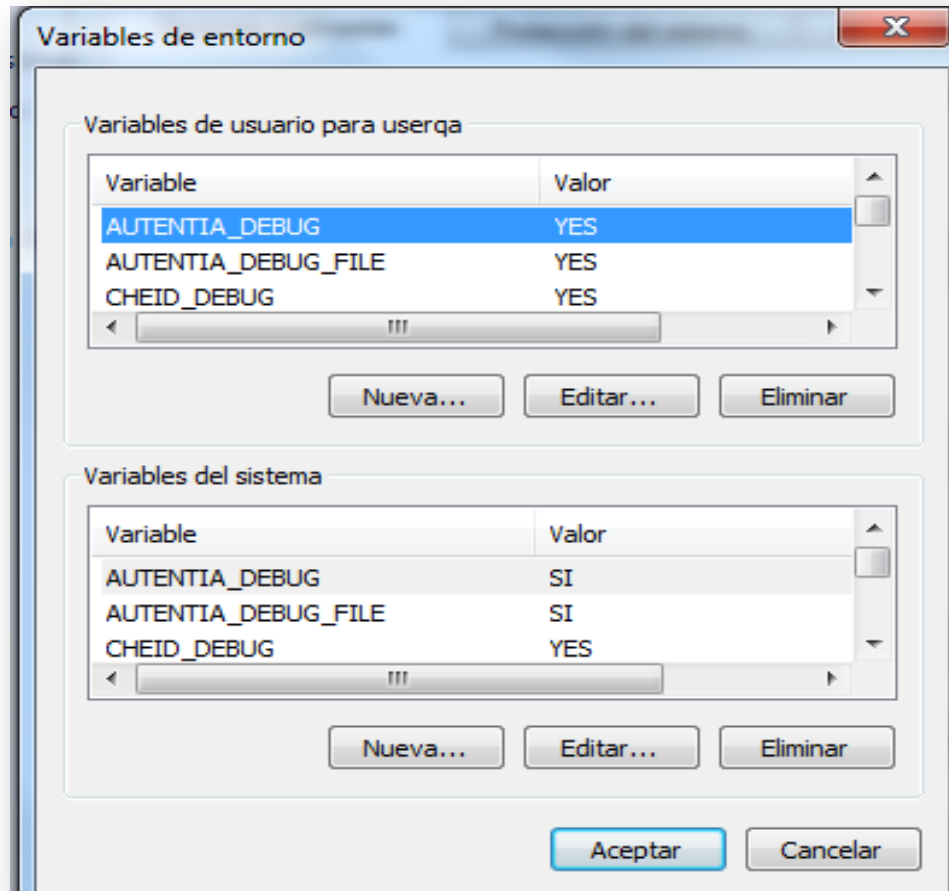 Variables de entorno
Variables de usuario para userqa
Variable Valor
AUTENTIA_DEBUG YES
AUTENTIA_DEBUG_FILE YES
CHEID_DEBUG YES
Nueva... Editar... Eliminar
Variables del sistema
Variable Valor
AUTENTIA_DEBUG SI
AUTENTIA_DEBUG_FILE SI
CHEID_DEBUG YES
Nueva... Editar... Eliminar
Aceptar Cancelar